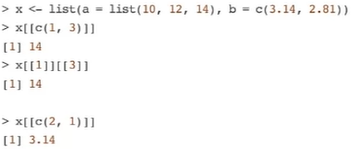 > x <- list(a = list(10, 12, 14), b = c(3.14, 2.81))
> x[[c(1, 3)]]
[1] 14
> x[[1]][[3]]
[1] 14
> x[[c(2, 1)]]
[1] 3.14